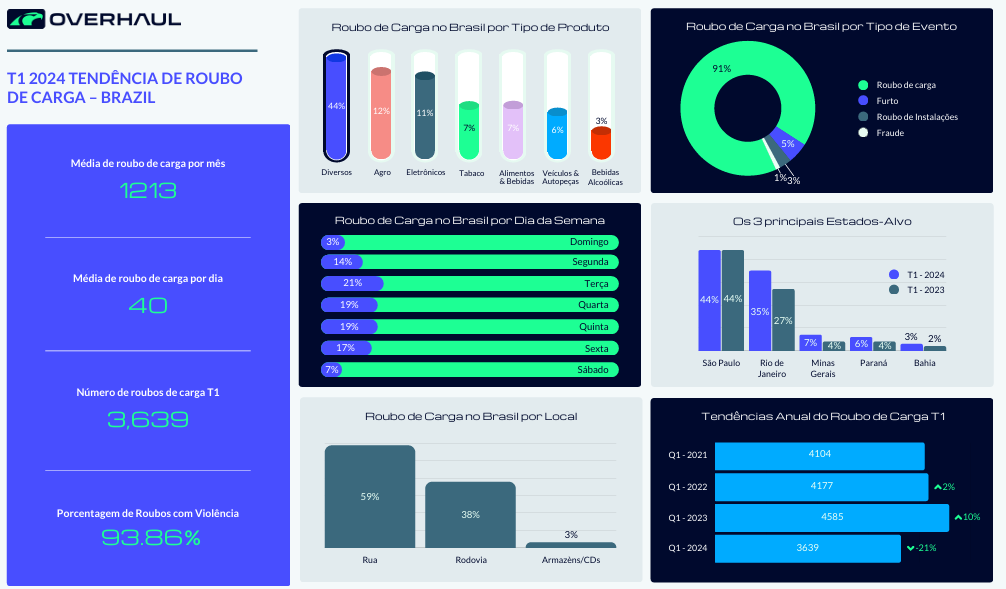 OVERHAUL
T1 2024 TENDÊNCIA DE ROUBO
DE CARGA – BRAZIL
Média de roubo de carga por mês
1213
Média de roubo de carga por dia
40
Número de roubos de carga T1
3,639
Porcentagem de Roubos com Violência
93.86%
Roubo de Carga no Brasil por Tipo de Produto
44%
12%
11%
7%
7%
6%
3%
Diversos
Agro
Eletrônicos
Tabaco
Alimentos
& Bebidas
Veículos &
Autopeças
Bebidas
Alcoólicas
Roubo de Carga no Brasil por Tipo de Evento
91%
5%
1%
3%
Roubo de carga
Furto
Roubo de Instalações
Fraude
Roubo de Carga no Brasil por Dia da Semana
3% Domingo
14% Segunda
21% Terça
19% Quarta
19% Quinta
17% Sexta
7% Sábado
Os 3 principais Estados-Alvo
T1 - 2024
T1 - 2023
44% 44%
35% 27%
7% 4%
6% 4%
3% 2%
São Paulo
Rio de
Janeiro
Minas
Gerais
Paraná
Bahia
Roubo de Carga no Brasil por Local
59%
38%
3%
Rua
Rodovia
Armazèns/CDs
Tendências Anual do Roubo de Carga T1
Q1 - 2021 4104
Q1 - 2022 4177 2%
Q1 - 2023 4585 10%
Q1 - 2024 3639 -21%